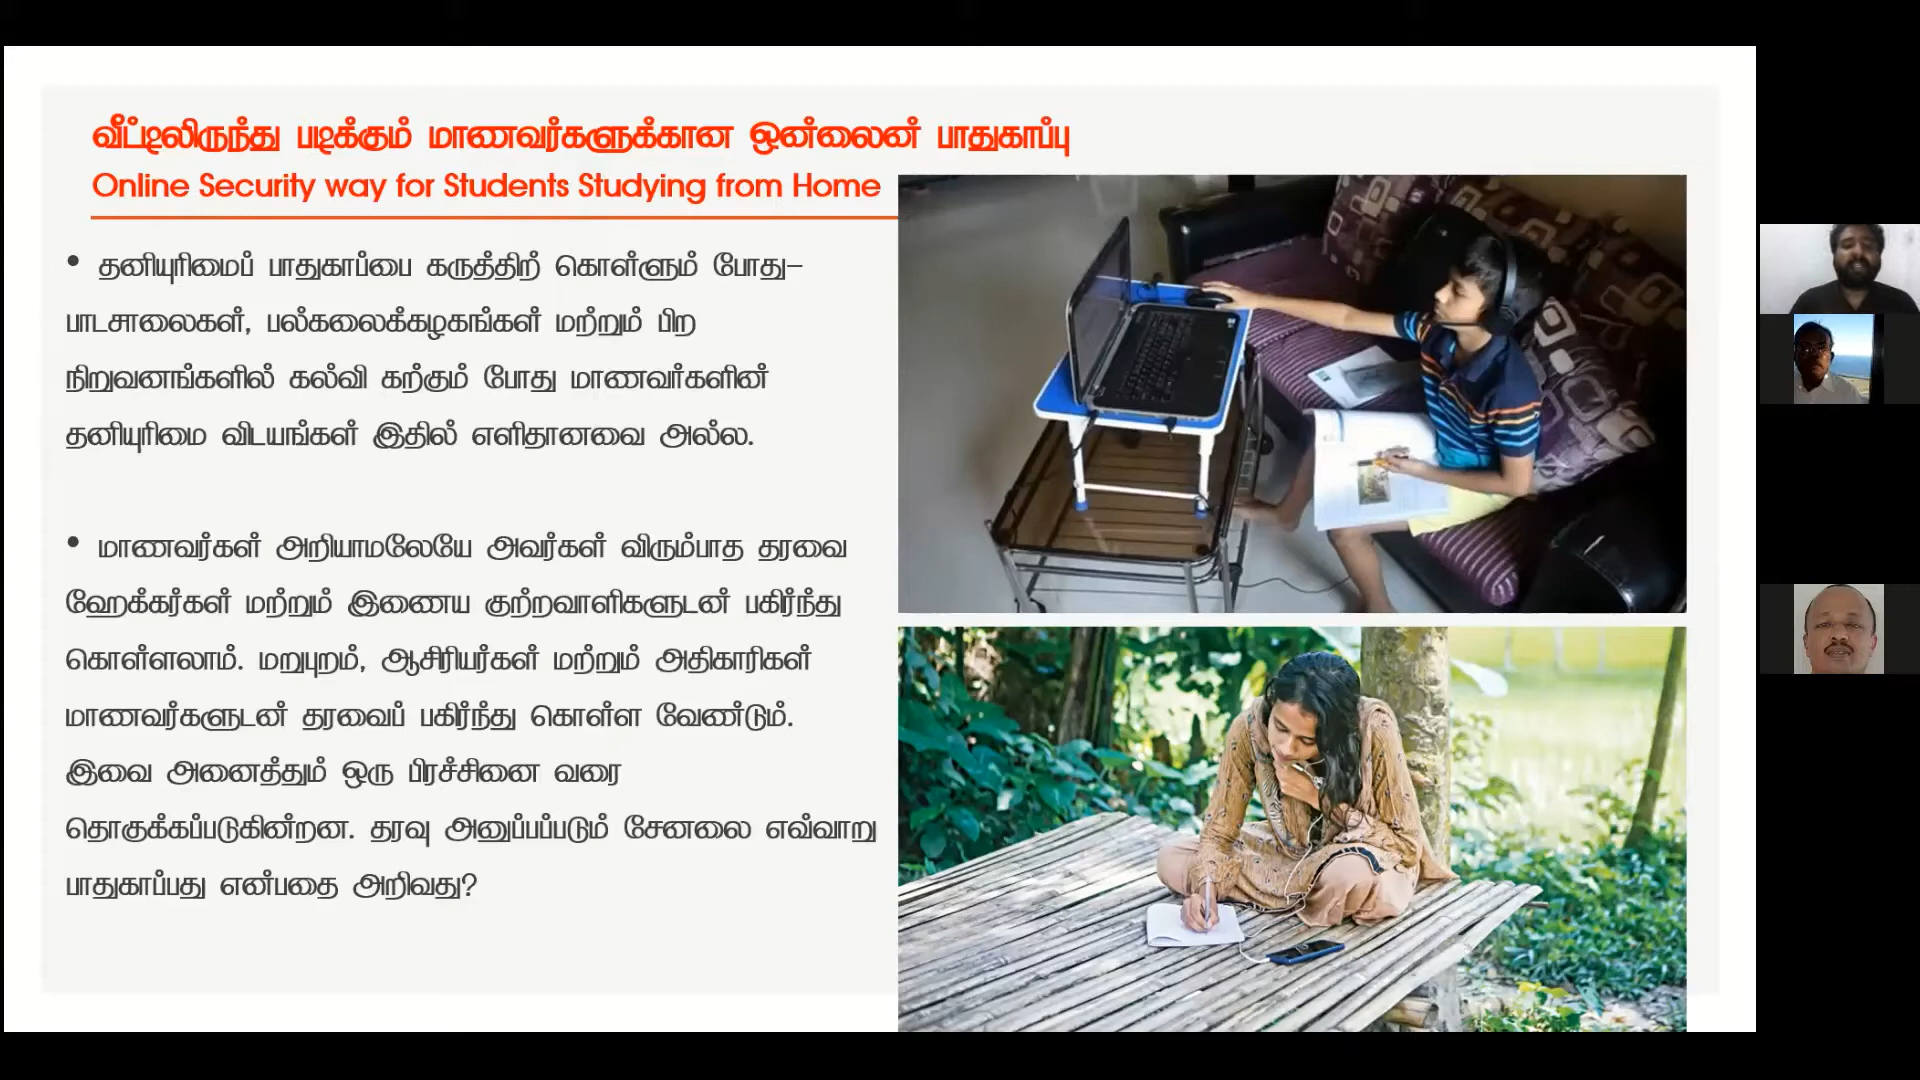 வீட்டிலிருந்து படிக்கும் மாணவர்களுக்கான ஒன்லைன் பாதுகாப்பு
Online Security way for Students Studying from Home
• தனியுரிமைப் பாதுகாப்பை கருத்திற் கொள்ளும் போது–
பாடசாலைகள், பல்கலைக்கழகங்கள் மற்றும் பிற
நிறுவனங்களில் கல்வி கற்கும் போது மாணவர்களின்
தனியுரிமை விடயங்கள் இதில் எளிதானவை அல்ல.
• மாணவர்கள் அறியாமலேயே அவர்கள் விரும்பாத தரவை
ஹேக்கர்கள் மற்றும் இணைய குற்றவாளிகளுடன் பகிர்ந்து
கொள்ளலாம். மறுபுறம், ஆசிரியர்கள் மற்றும் அதிகாரிகள்
மாணவர்களுடன் தரவைப் பகிர்ந்து கொள்ள வேண்டும்.
இவை அனைத்தும் ஒரு பிரச்சினை வரை
தொகுக்கப்படுகின்றன. தரவு அனுப்பப்படும் சேனலை எவ்வாறு
பாதுகாப்பது என்பதை அறிவது?